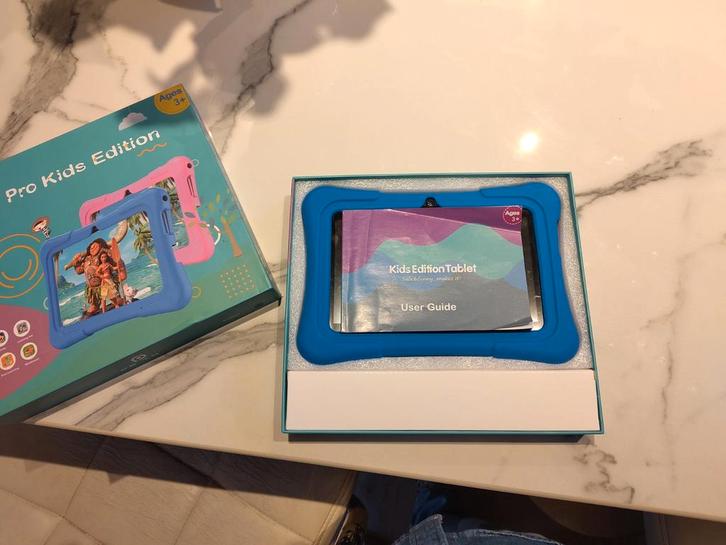 Ages
3+
Pro Kids Edition
Ages
3+
Kids Edition Tablet
User Guide